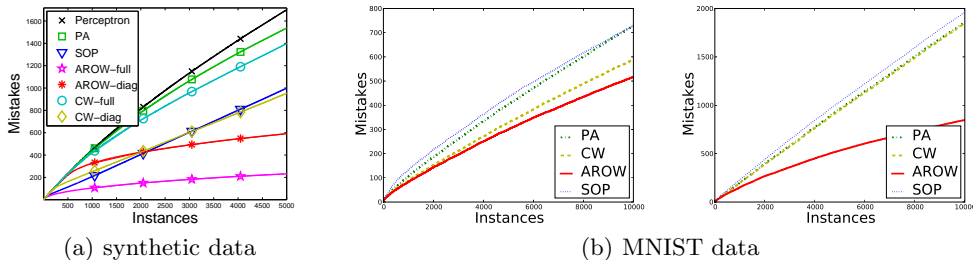 1600
1400
1200
1000
800
600
400
200
Mistakes
Perceptron
PA
SOP
AROW-full
AROW-diag
CW-full
CW-diag
500 1000 1500 2000 2500 3000 3500 4000 4500 5000
Instances
(a) synthetic data
800
700
600
500
400
300
200
100
0
Mistakes
PA
CW
AROW
SOP
0 2000 4000 6000 8000 10000
Instances
2000
1500
1000
500
0
Mistakes
PA
CW
AROW
SOP
0 2000 4000 6000 8000 10000
Instances
(b) MNIST data